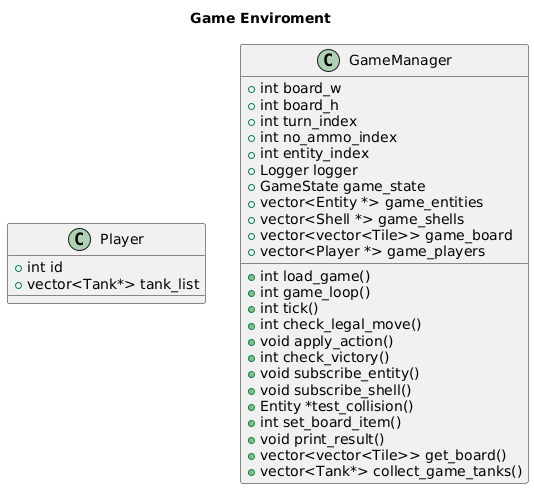 Game Enviroment
C GameManager
int board_w
int board_h
int turn_index
int no_ammo_index
int entity_index
Logger logger
GameState game_state
vector<Entity *> game_entities
vector<Shell *> game_shells
vector<vector<Tile>> game_board
vector<Player *> game_players
int load_game()
int game_loop()
int tick()
int check_legal_move()
void apply_action()
int check_victory()
void subscribe_entity()
void subscribe_shell()
Entity *test_collision()
int set_board_item()
void print_result()
vector<vector<Tile>> get_board()
vector<Tank*> collect_game_tanks()
C Player
int id
vector<Tank*> tank_list